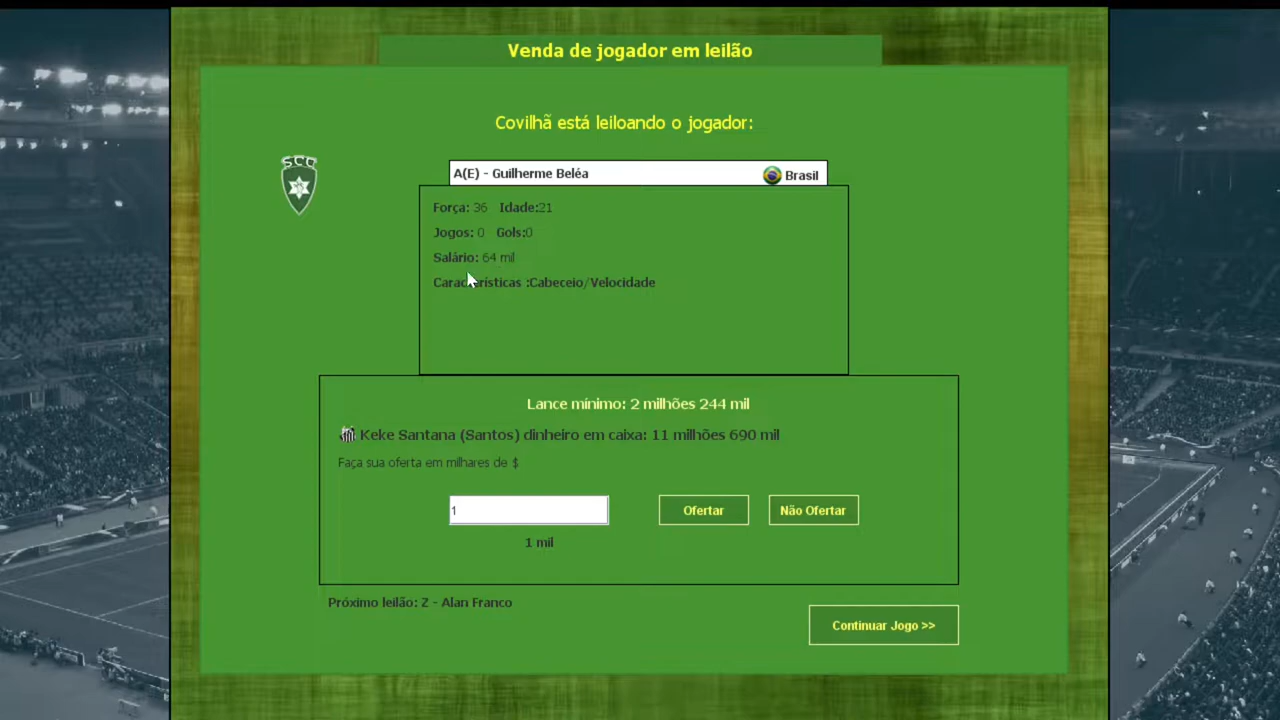 Venda de jogador em leilão
Covilhã está leiloando o jogador:
SCC
A(E) - Guilherme Beléa
Brasil
Força: 36 Idade:21
Jogos: 0 Gols:0
Salário: 64 mil
Características :Cabeceio/Velocidade
Lance mínimo: 2 milhões 244 mil
Keke Santana (Santos) dinheiro em caixa: 11 milhões 690 mil
Faça sua oferta em milhares de $
1
Ofertar
Não Ofertar
1 mil
Próximo leilão: Z - Alan Franco
Continuar Jogo >>